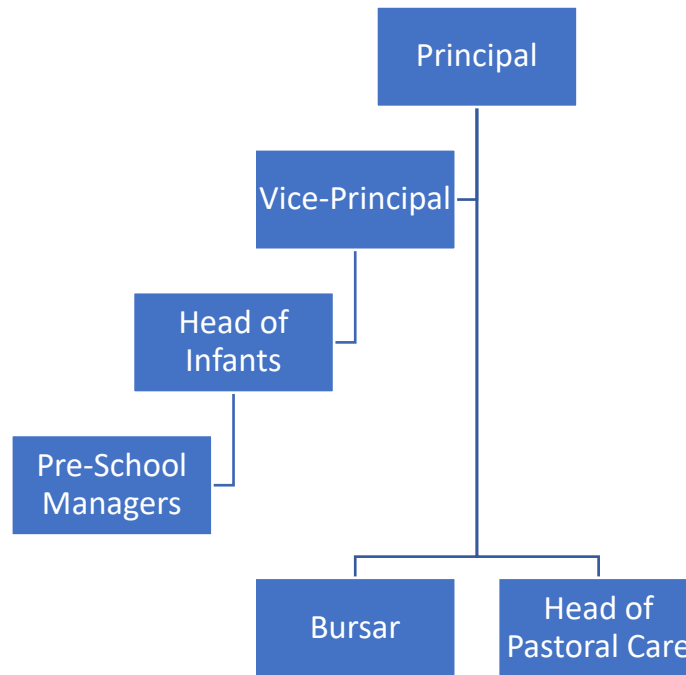 Principal
Vice-Principal
Head of
Infants
Pre-School
Managers
Bursar
Head of
Pastoral Care